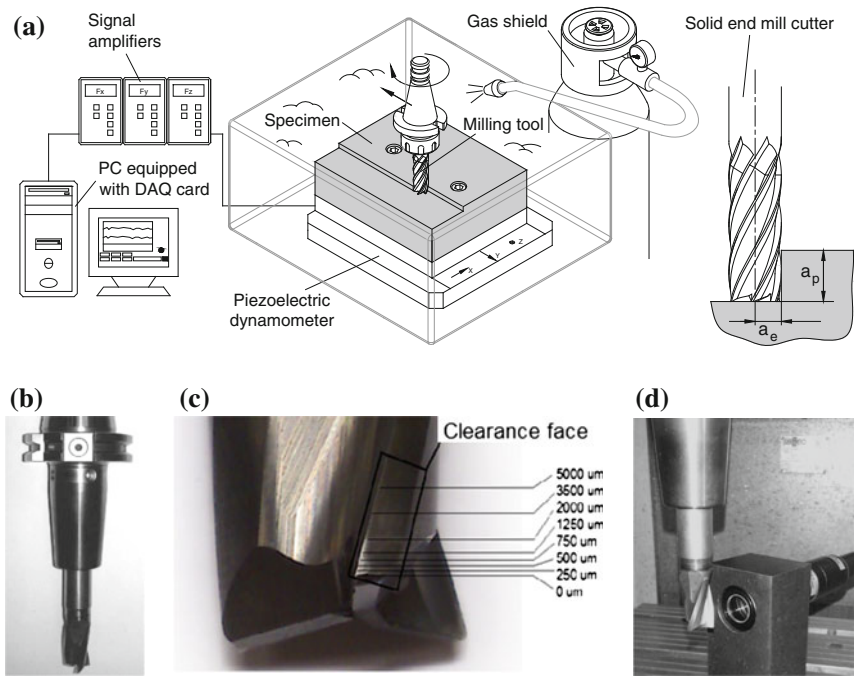 (a)
Signal
amplifiers
Fx
Fy
Fz
PC equipped
with DAQ card
Specimen
Milling tool
Gas shield
Solid end mill cutter
X
Y
Z
Piezoelectric
dynamometer
a p
a e
(b)
(c)
Clearance face
5000 um
3500 um
2000 um
1250 um
750 um
500 um
250 um
0 um
(d)